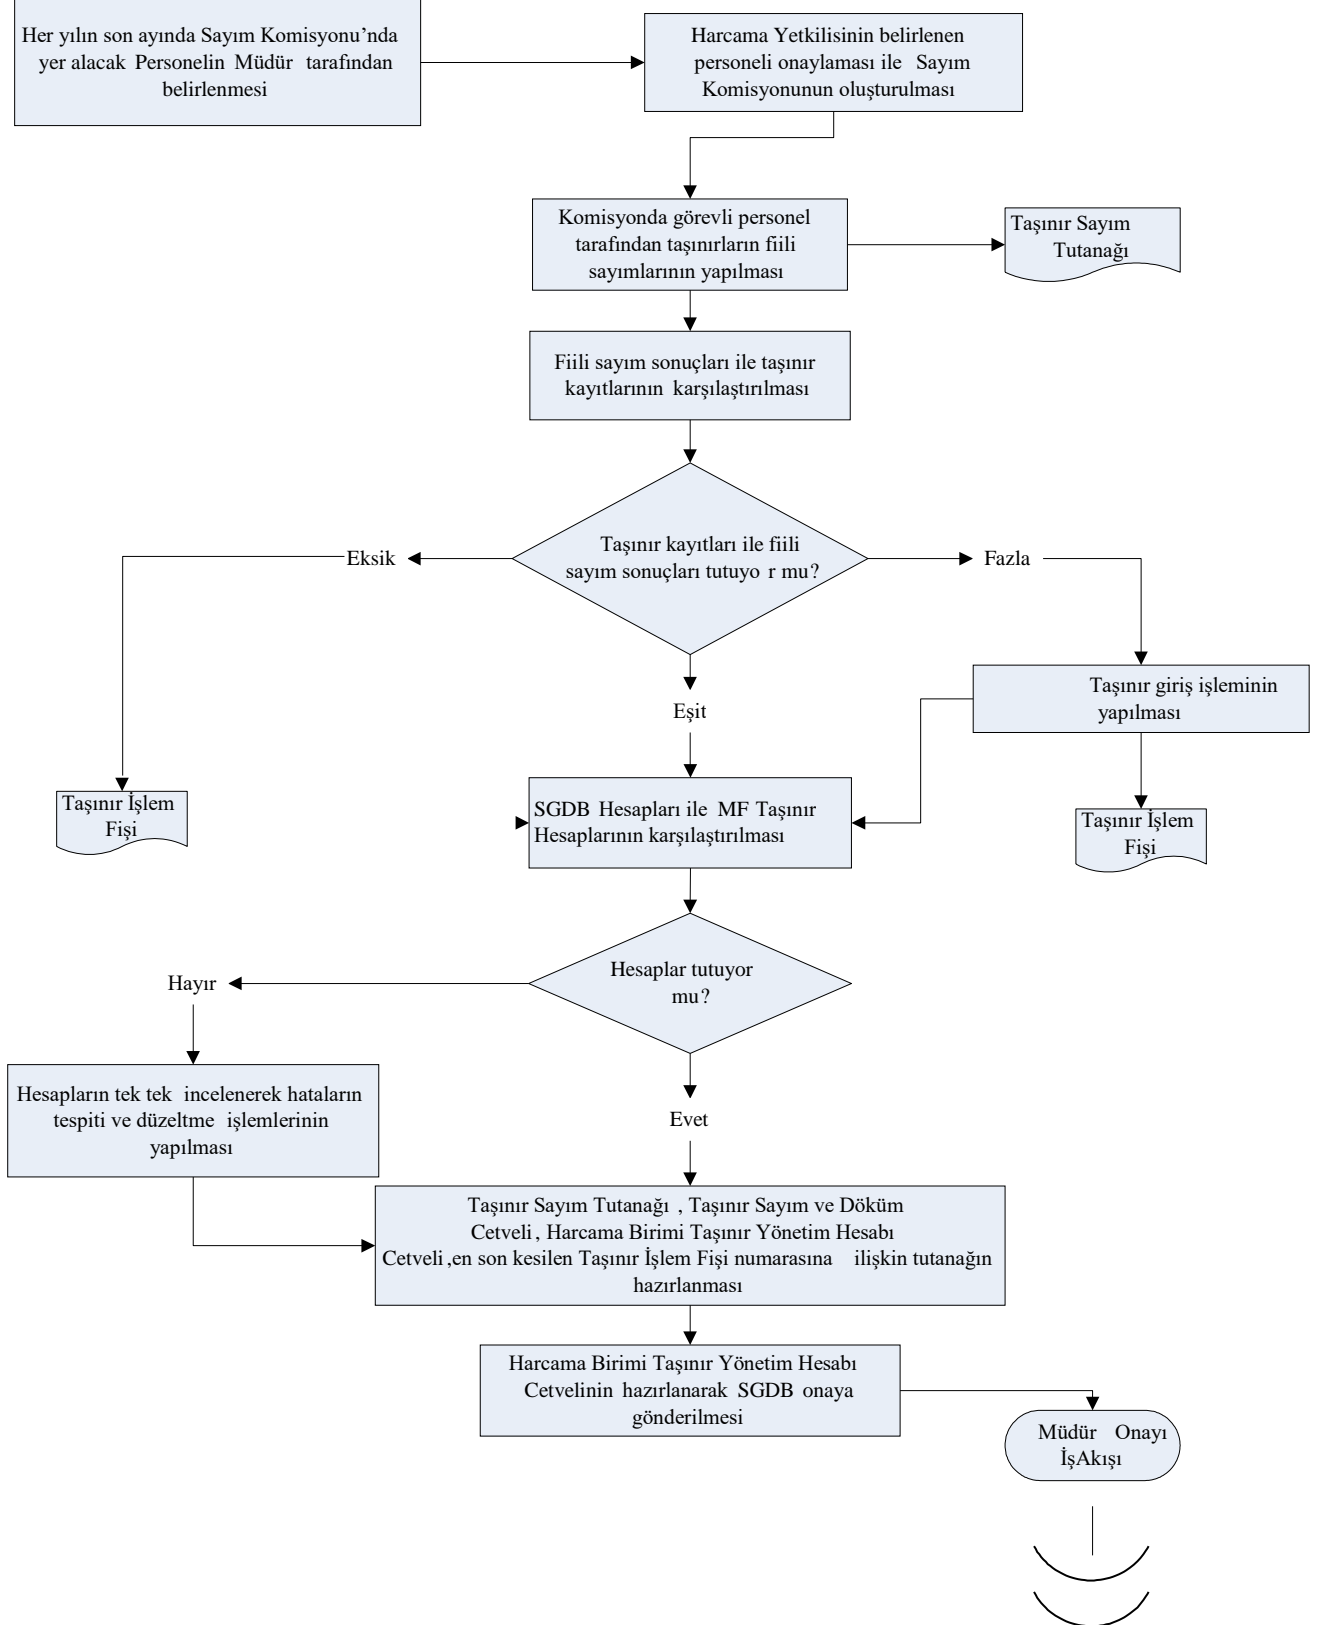 Her yılın son ayında Sayım Komisyonu’nda
yer alacak Personelin Müdür tarafından
belirlenmesi
Harcama Yetkilisinin belirlenen
personeli onaylaması ile Sayım
Komisyonunun oluşturulması
Komisyonda görevli personel
tarafından taşınırların fiili
sayımlarının yapılması
Taşınır Sayım
Tutanağı
Fiili sayım sonuçları ile taşınır
kayıtlarının karşılaştırılması
Taşınır kayıtları ile fiili
sayım sonuçları tutuyo r mu?
Eksik
Fazla
Eşit
Taşınır giriş işleminin
yapılması
Taşınır İşlem
Fişi
SGDB Hesapları ile MF Taşınır
Hesaplarının karşılaştırılması
Taşınır İşlem
Fişi
Hesaplar tutuyor
mu?
Hayır
Evet
Hesapların tek tek incelenerek hataların
tespiti ve düzeltme işlemlerinin
yapılması
Taşınır Sayım Tutanağı , Taşınır Sayım ve Döküm
Cetveli, Harcama Birimi Taşınır Yönetim Hesabı
Cetveli ,en son kesilen Taşınır İşlem Fişi numarasına ilişkin tutanağın
hazırlanması
Harcama Birimi Taşınır Yönetim Hesabı
Cetvelinin hazırlanarak SGDB onaya
gönderilmesi
Müdür Onayı
İşAkışı